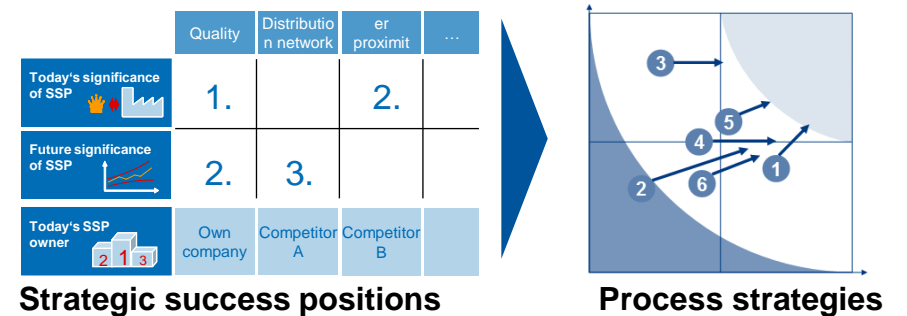 Quality
Distributio
n network
er
proximit
…
Today's significance
of SSP
1.
2.
Future significance
of SSP
2.
3.
Today's SSP
owner
2 1 3
Own
company
Competitor
A
Competitor
B
3
5
4
2
6
1
Strategic success positions
Process strategies